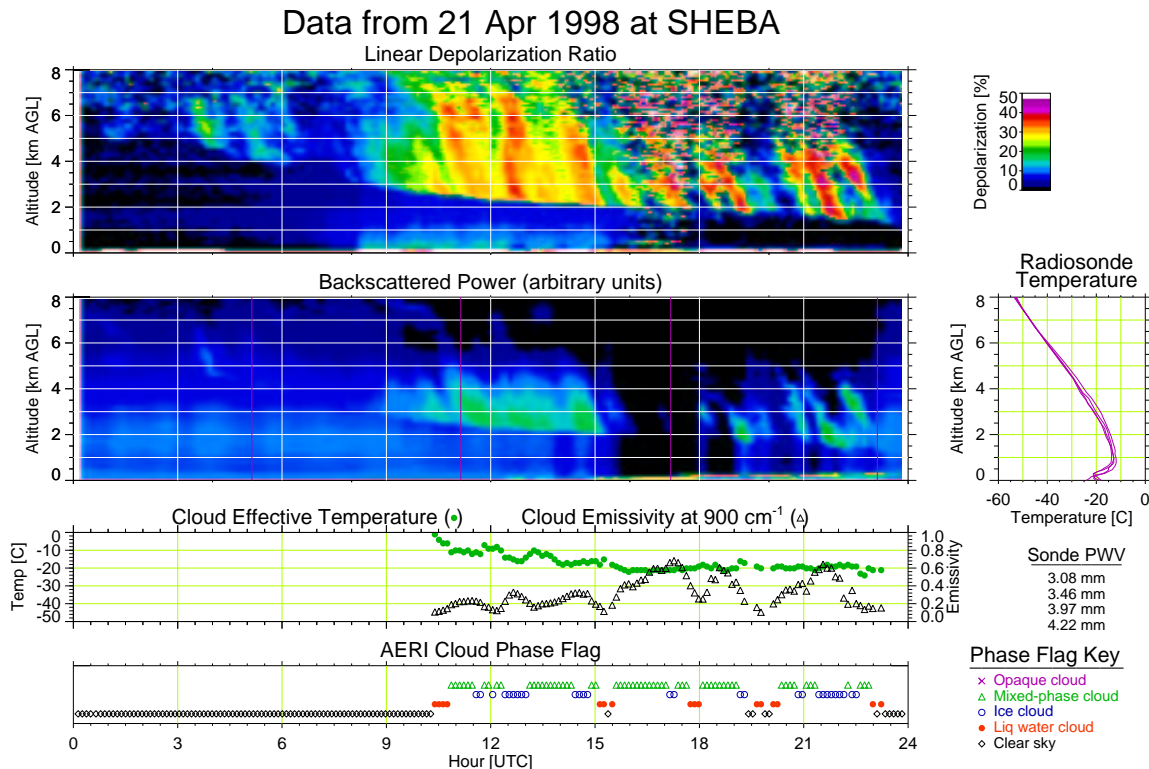 Data from 21 Apr 1998 at SHEBA
Linear Depolarization Ratio
8
6
4
2
0
Altitude [km AGL]
50
40
30
20
10
0
Depolarization [%]
Backscattered Power (arbitrary units)
8
6
4
2
0
Altitude [km AGL]
Radiosonde
Temperature
8
6
4
2
0
Altitude [km AGL]
-60 -40 -20 0
Temperature [C]
Cloud Effective Temperature (●) Cloud Emissivity at 900 cm⁻¹ (△)
0
-10
-20
-30
-40
-50
Temp [C]
1.0
0.8
0.6
0.4
0.2
0.0
Emissivity
Sonde PWV
3.08 mm
3.46 mm
3.97 mm
4.22 mm
AERI Cloud Phase Flag
0 3 6 9 12 15 18 21 24
Hour [UTC]
Phase Flag Key
× Opaque cloud
△ Mixed-phase cloud
○ Ice cloud
● Liq water cloud
◇ Clear sky